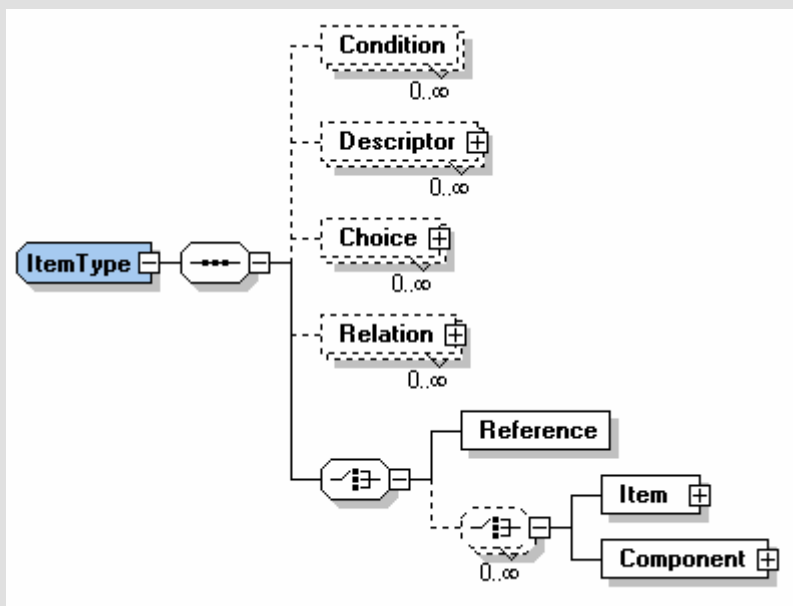 Condition
0..∞
Descriptor
0..∞
Choice
0..∞
ItemType
Relation
0..∞
Reference
Item
0..∞
Component